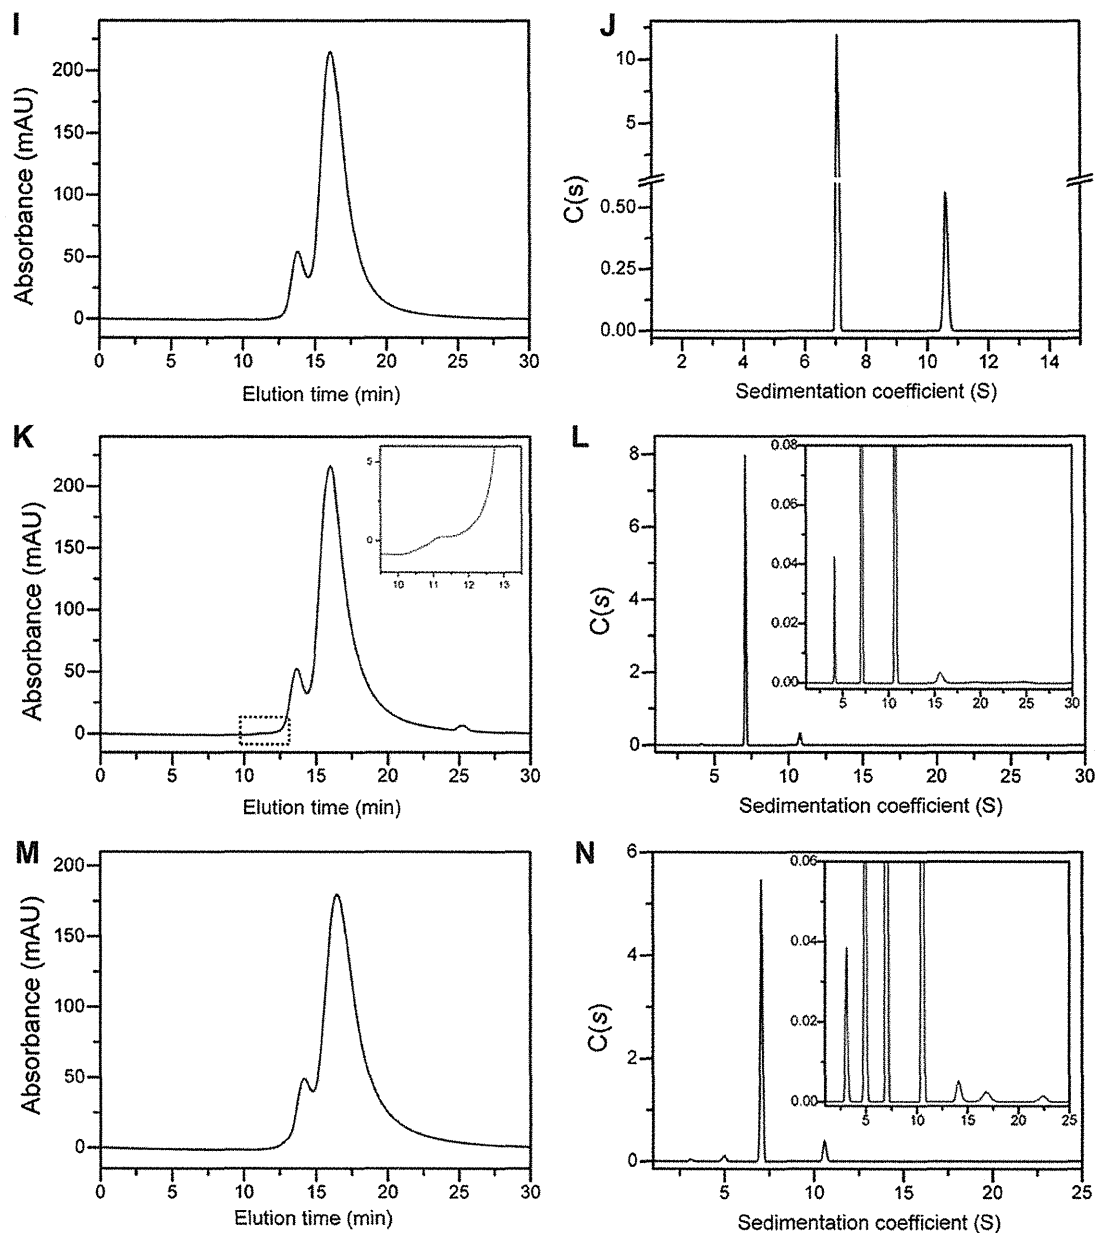 I
Absorbance (mAU)
200
150
100
50
0
0 5 10 15 20 25 30
Elution time (min)
J
C(s)
10
5
0.50
0.25
0.00
2 4 6 8 10 12 14
Sedimentation coefficient (S)
K
Absorbance (mAU)
200
150
100
50
0
5
0
10 11 12 13
0 5 10 15 20 25 30
Elution time (min)
L
C(s)
8
6
4
2
0
0.08
0.06
0.04
0.02
0.00
5 10 15 20 25 30
5 10 15 20 25 30
Sedimentation coefficient (S)
M
Absorbance (mAU)
200
150
100
50
0
0 5 10 15 20 25 30
Elution time (min)
N
C(s)
6
4
2
0
0.06
0.04
0.02
0.00
5 10 15 20 25
5 10 15 20 25
Sedimentation coefficient (S)